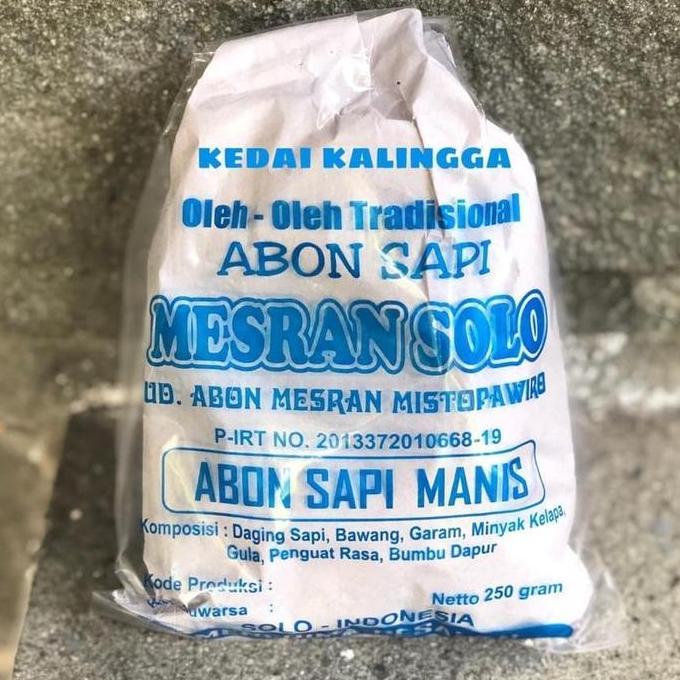 KEDAI KALINGGA
Oleh - Oleh Tradisional
ABON SAPI
MESRAN SOLO
UD. ABON MESRAN MISTOPAWIRO
P-IRT NO. 2013372010668-19
ABON SAPI MANIS
Komposisi : Daging Sapi, Bawang, Garam, Minyak Kelapa,
Gula, Penguat Rasa, Bumbu Dapur
Kode Produksi :
Netto 250 gram
SOLO - INDONESIA